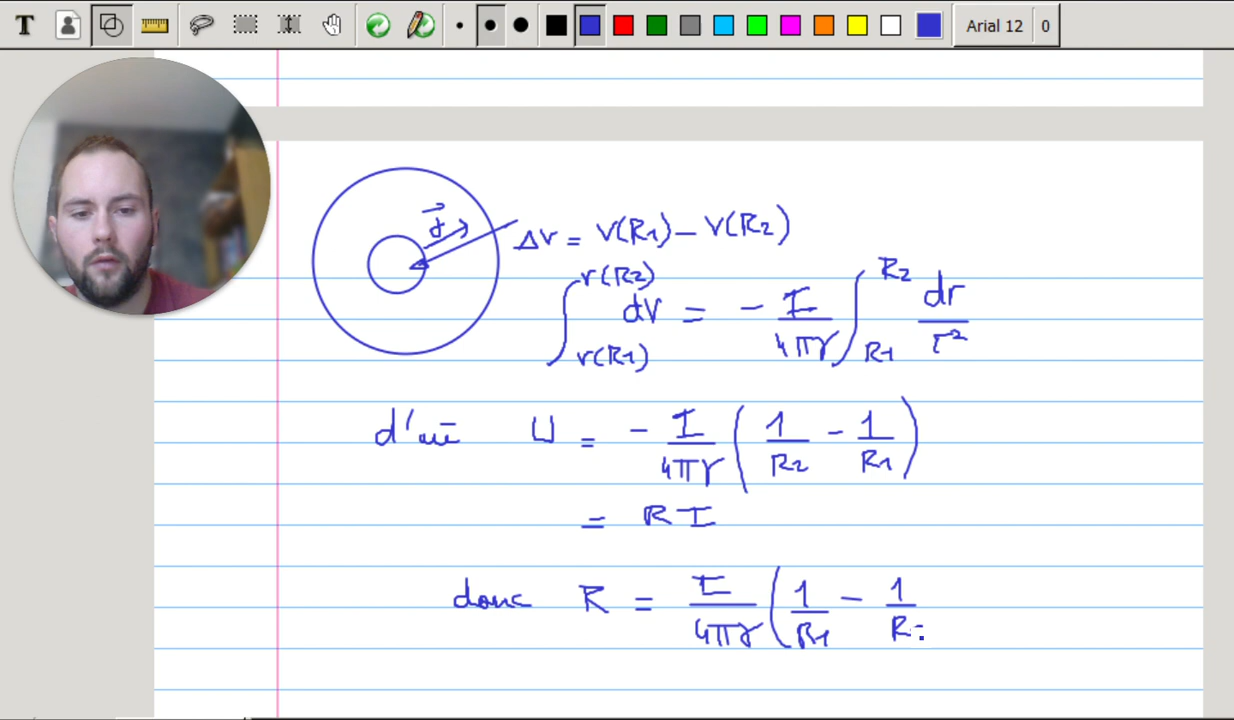 T Arial 12 0
j⃗
ΔV = V(R1) - V(R2)
∫_{V(R1)}^{V(R2)} dV = - I/4πγ ∫_{R1}^{R2} dr/r²
d'où U = - I/4πγ ( 1/R2 - 1/R1 )
= R I
donc R = I/4πγ ( 1/R1 - 1/R